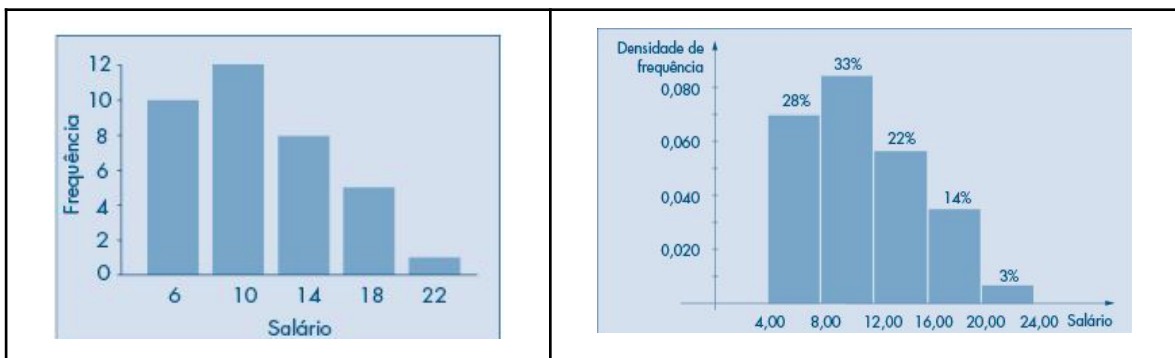 12
10
8
6
4
2
0
Frequência
6 10 14 18 22
Salário
Densidade de
frequência
0,080
0,060
0,040
0,020
28%
33%
22%
14%
3%
4,00 8,00 12,00 16,00 20,00 24,00 Salário